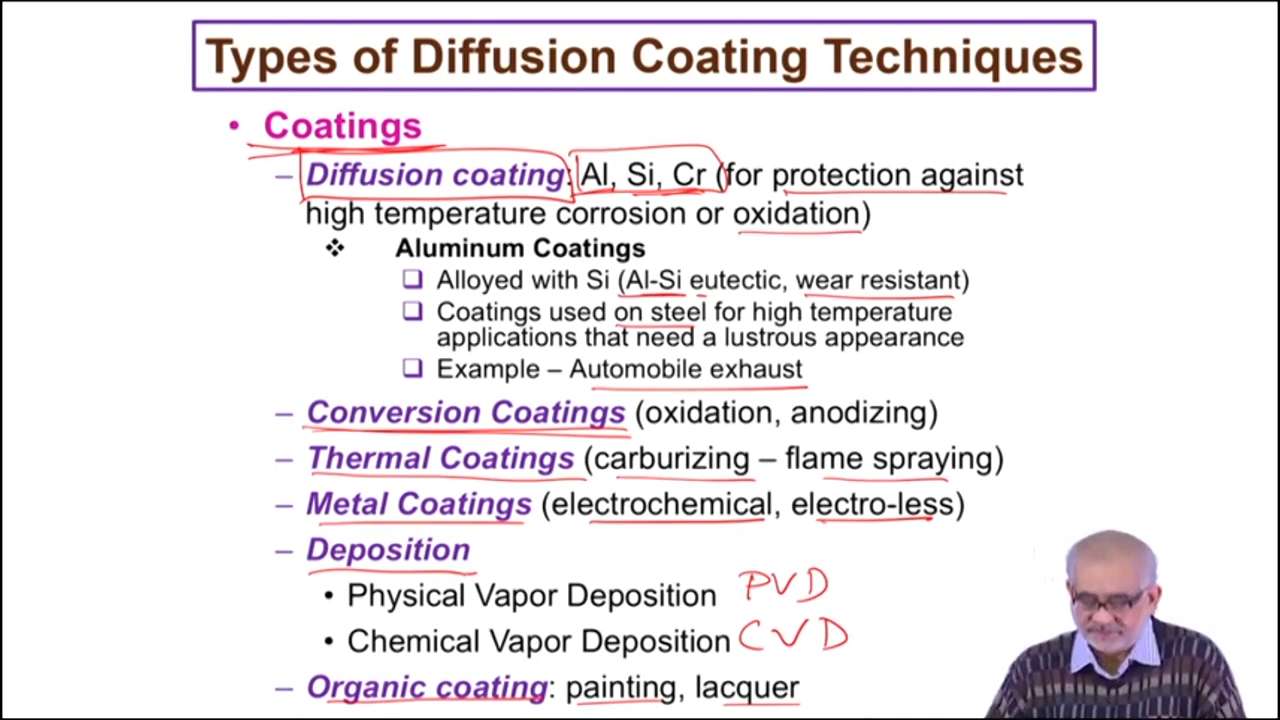 Types of Diffusion Coating Techniques
• Coatings
– Diffusion coating: Al, Si, Cr (for protection against
high temperature corrosion or oxidation)
❖ Aluminum Coatings
❑ Alloyed with Si (Al-Si eutectic, wear resistant)
❑ Coatings used on steel for high temperature
applications that need a lustrous appearance
❑ Example – Automobile exhaust
– Conversion Coatings (oxidation, anodizing)
– Thermal Coatings (carburizing – flame spraying)
– Metal Coatings (electrochemical, electro-less)
– Deposition
• Physical Vapor Deposition PVD
• Chemical Vapor Deposition CVD
– Organic coating: painting, lacquer